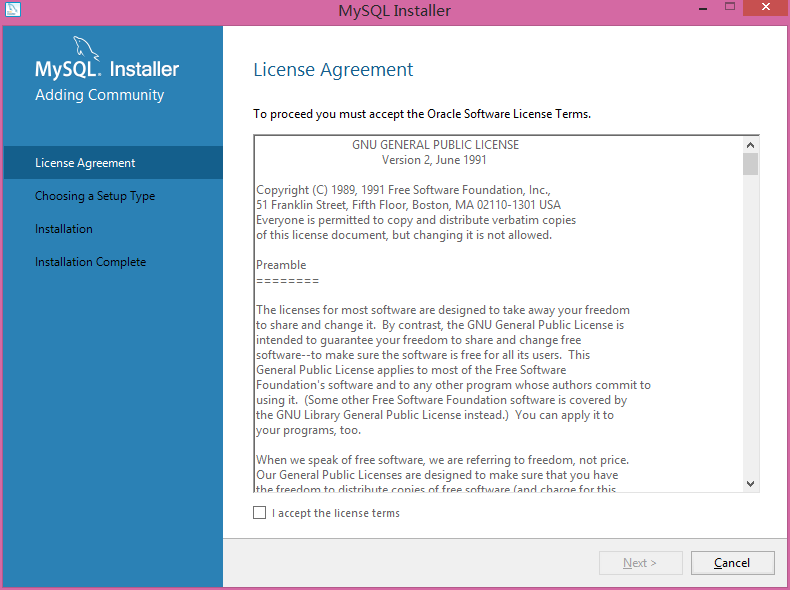 MySQL Installer
MySQL. Installer
Adding Community
License Agreement
Choosing a Setup Type
Installation
Installation Complete
License Agreement
To proceed you must accept the Oracle Software License Terms.
GNU GENERAL PUBLIC LICENSE
Version 2, June 1991
Copyright (C) 1989, 1991 Free Software Foundation, Inc.,
51 Franklin Street, Fifth Floor, Boston, MA 02110-1301 USA
Everyone is permitted to copy and distribute verbatim copies
of this license document, but changing it is not allowed.
Preamble
========
The licenses for most software are designed to take away your freedom
to share and change it.  By contrast, the GNU General Public License is
intended to guarantee your freedom to share and change free
software--to make sure the software is free for all its users.  This
General Public License applies to most of the Free Software
Foundation's software and to any other program whose authors commit to
using it.  (Some other Free Software Foundation software is covered by
the GNU Library General Public License instead.)  You can apply it to
your programs, too.
When we speak of free software, we are referring to freedom, not price.
Our General Public Licenses are designed to make sure that you have
the freedom to distribute copies of free software (and charge for this
I accept the license terms
Next >
Cancel